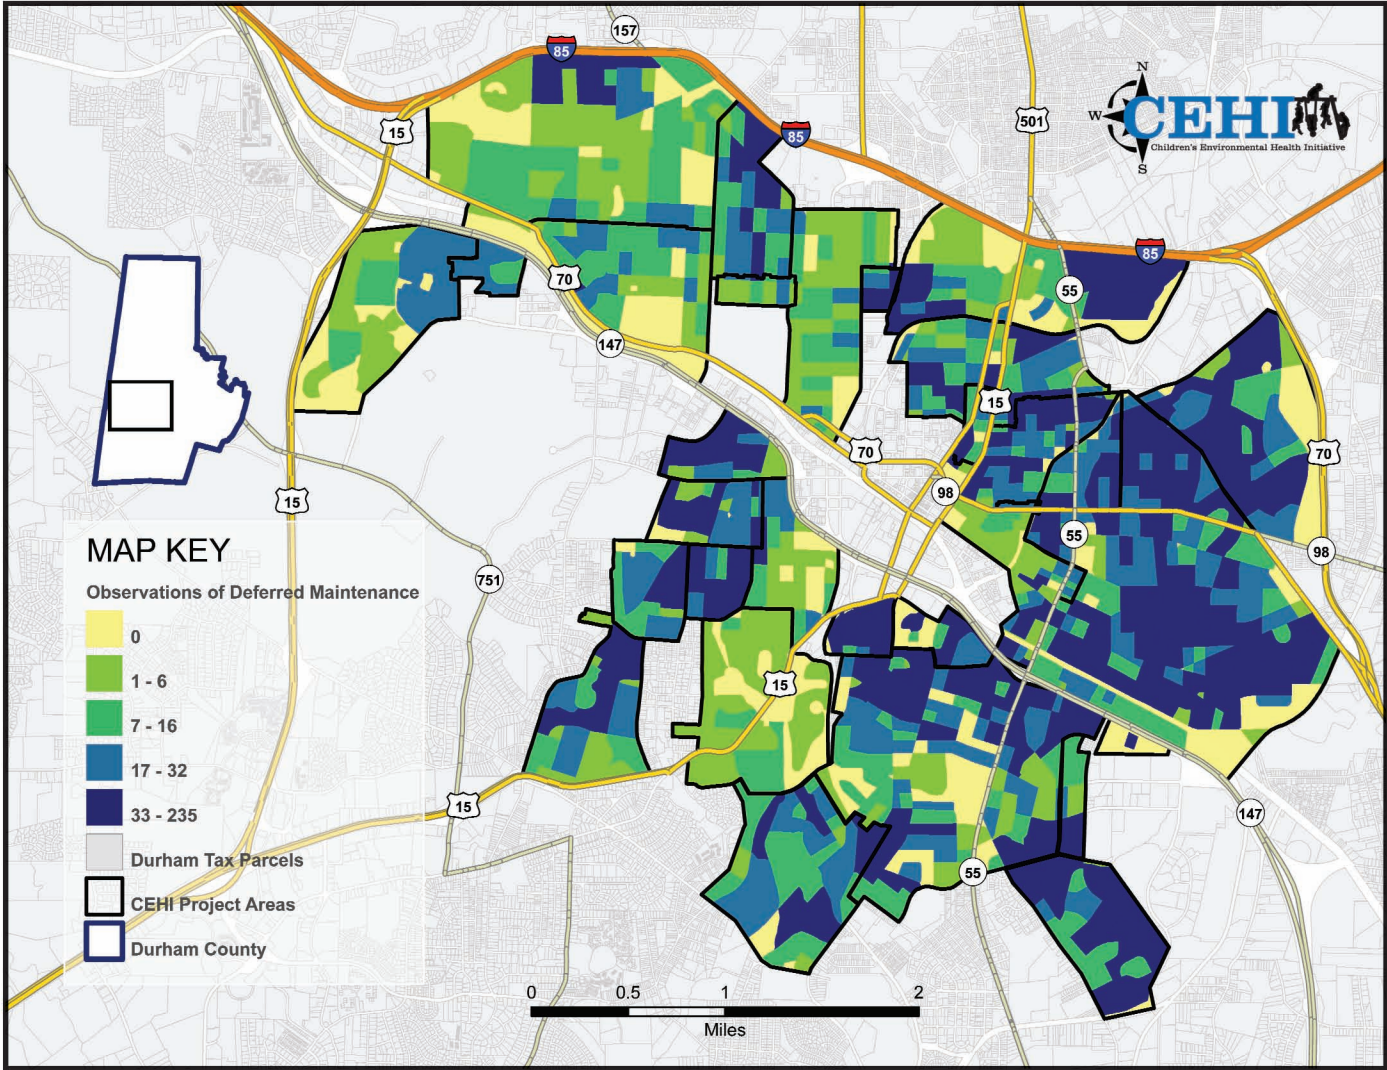 157
85
15
85
501
N
W
CEHI
Children's Environmental Health Initiative
S
85
70
55
147
15
70
70
98
15
55
98
751
MAP KEY
Observations of Deferred Maintenance
0
1 - 6
7 - 16
17 - 32
33 - 235
Durham Tax Parcels
CEHI Project Areas
Durham County
15
15
147
55
0 0.5 1 2
Miles